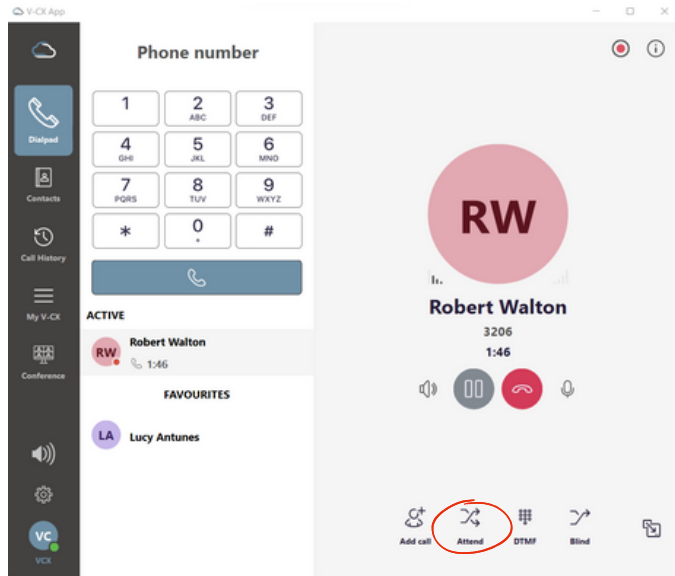 V-CX App
Dialpad
Contacts
Call History
My V-CX
Conference
VC
VCX
Phone number
1
2
ABC
3
DEF
4
GHI
5
JKL
6
MNO
7
PQRS
8
TUV
9
WXYZ
*
0
#
ACTIVE
RW
Robert Walton
1:46
FAVOURITES
LA
Lucy Antunes
RW
Robert Walton
3206
1:46
Add call
Attend
DTMF
Blind